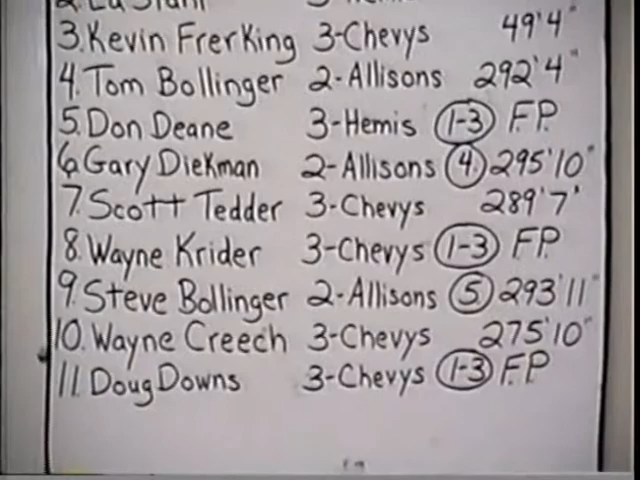 3. Kevin FrerKing 3-Chevys 49'4"
4. Tom Bollinger 2-Allisons 292'4"
5. Don Deane 3-Hemis 1-3 F.P.
6. Gary Diekman 2-Allisons 4 295'10"
7. Scott Tedder 3-Chevys 289'7"
8. Wayne Krider 3-Chevys 1-3 F.P.
9. Steve Bollinger 2-Allisons 5 293'11"
10. Wayne Creech 3-Chevys 275'10"
11. Doug Downs 3-Chevys 1-3 F.P.